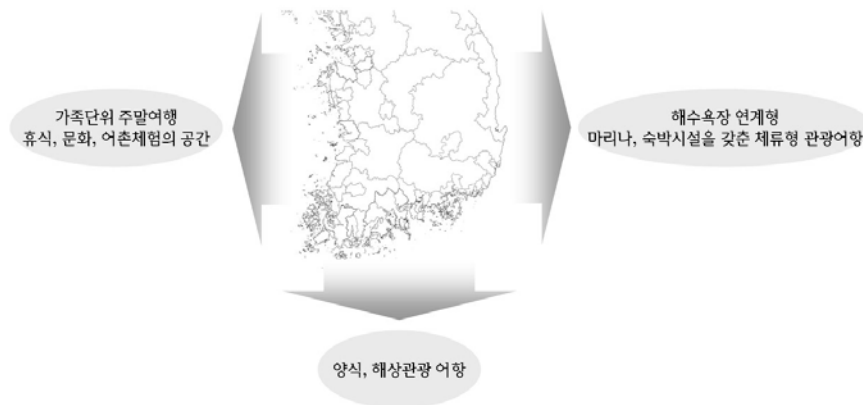 가족단위 주말여행
휴식, 문화, 어촌체험의 공간
해수욕장 연계형
마리나, 숙박시설을 갖춘 체류형 관광어항
양식, 해상관광 어항